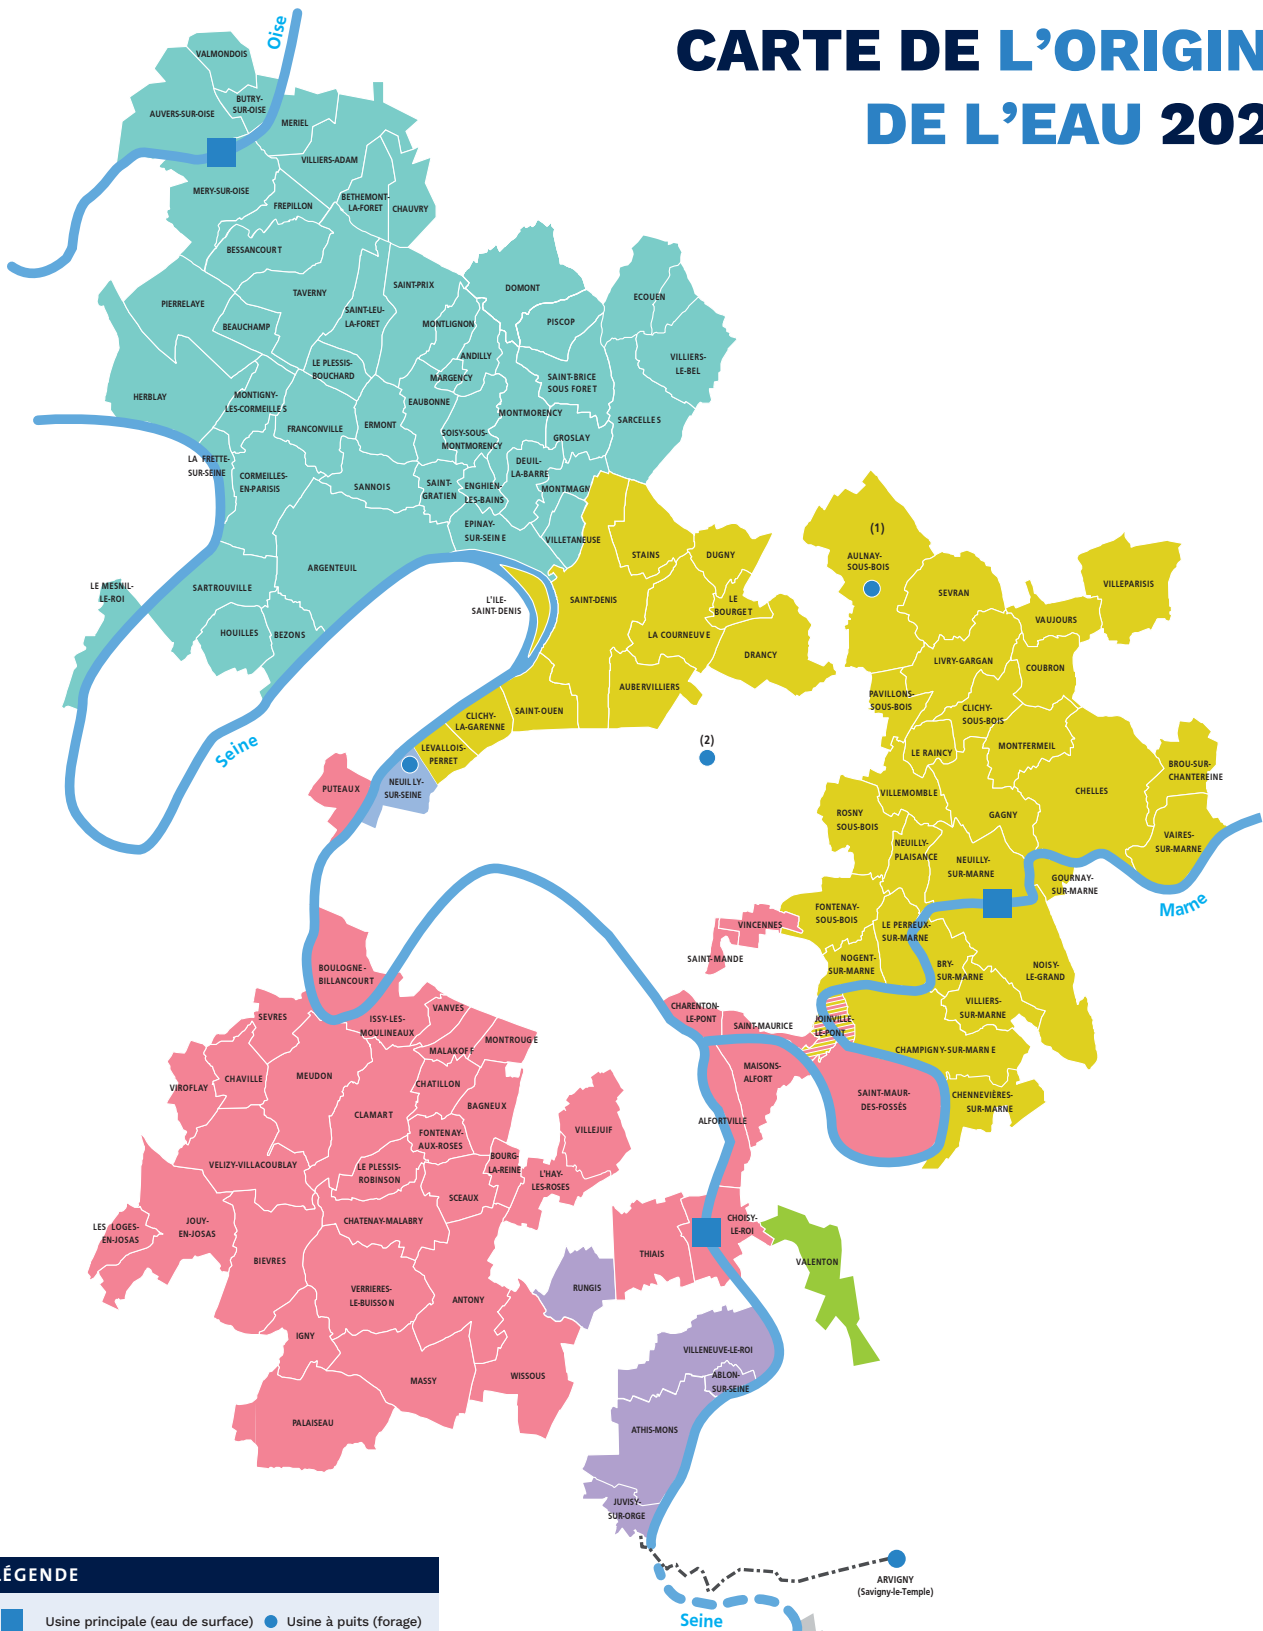 CARTE DE L’ORIGIN
DE L’EAU 202
Oise
VALMONDOIS
BUTRY-
SUR-OISE
AUVERS-SUR-OISE
MERIEL
VILLIERS-ADAM
MERY-SUR-OISE
FREPILLON
BETHEMONT-
LA-FORET
CHAUVRY
BESSANCOURT
TAVERNY
SAINT-PRIX
DOMONT
ECOUEN
PIERRELAYE
BEAUCHAMP
SAINT-LEU-
LA-FORET
MONTLIGNON
PISCOP
ANDILLY
VILLIERS-
LE-BEL
LE PLESSIS-
BOUCHARD
MARGENCY
SAINT-BRICE
SOUS FORET
HERBLAY
MONTIGNY-
LES-CORMEILLES
EAUBONNE
MONTMORENCY
SARCELLES
FRANCONVILLE
ERMONT
SOISY-SOUS-
MONTMORENCY
GROSLAY
LA FRETTE-
SUR-SEINE
CORMEILLES-
EN-PARISIS
SANNOIS
SAINT-
GRATIEN
ENGHIEN-
LES-BAINS
DEUIL-
LA-BARRE
MONTMAGN
EPINAY-
SUR-SEINE
VILLETANEUSE
STAINS
DUGNY
(1)
AULNAY-
SOUS-BOIS
ARGENTEUIL
LE MESNIL-
LE-ROI
SARTROUVILLE
L'ILE-
SAINT-DENIS
SAINT-DENIS
LE
BOURGET
SEVRAN
VILLEPARISIS
VAUJOURS
HOUILLES
BEZONS
LA COURNEUVE
DRANCY
LIVRY-GARGAN
COUBRON
AUBERVILLIERS
PAVILLONS-
SOUS-BOIS
CLICHY-
SOUS-BOIS
CLICHY-
LA-GARENNE
SAINT-OUEN
Seine
LEVALLOIS-
PERRET
(2)
LE RAINCY
MONTFERMEIL
BROU-SUR-
CHANTEREINE
PUTEAUX
NEUILLY-
SUR-SEINE
VILLEMOMBLE
CHELLES
ROSNY
SOUS-BOIS
GAGNY
VAIRES-
SUR-MARNE
NEUILLY-
PLAISANCE
NEUILLY-
SUR-MARNE
GOURNAY-
SUR-MARNE
Marne
VINCENNES
FONTENAY-
SOUS-BOIS
LE PERREUX-
SUR-MARNE
SAINT-MANDE
NOGENT-
SUR-MARNE
BRY-
SUR-MARNE
NOISY-
LE-GRAND
BOULOGNE-
BILLANCOURT
CHARENTON-
LE-PONT
VILLIERS-
SUR-MARNE
SEVRES
ISSY-LES-
MOULINEAUX
VANVES
SAINT-MAURICE
JOINVILLE-
LE-PONT
MALAKOFF
MONTROUGE
CHAMPIGNY-SUR-MARNE
VIROFLAY
CHAVILLE
MEUDON
CHATILLON
MAISONS-
ALFORT
SAINT-MAUR-
DES-FOSSÉS
CHENNEVIÈRES-
SUR-MARNE
CLAMART
BAGNEUX
ALFORTVILLE
FONTENAY-
AUX-ROSES
VILLEJUIF
VELIZY-VILLACOUBLAY
LE PLESSIS-
ROBINSON
BOURG-
LA-REINE
L'HAY-
LES-ROSES
SCEAUX
LES LOGES-
EN-JOSAS
JOUY-
EN-JOSAS
CHATENAY-MALABRY
CHOISY-
LE-ROI
THIAIS
VALENTON
BIEVRES
VERRIERES-
LE-BUISSON
ANTONY
RUNGIS
IGNY
VILLENEUVE-LE-ROI
MASSY
WISSOUS
ABLON-
SUR-SEINE
PALAISEAU
ATHIS-MONS
JUVISY-
SUR-ORGE
ARVIGNY
(Savigny-le-Temple)
Seine
LÉGENDE
Usine principale (eau de surface)
Usine à puits (forage)